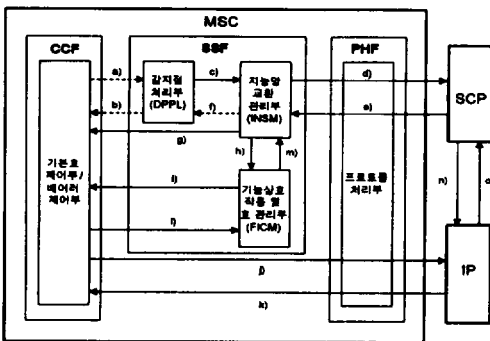 MSC
CCF
SSF
PHF
SCP
IP
감지점
처리부
(DPPL)
지능망
교환
관리부
(INSM)
기능상호
작용 및
호 관리부
(FICM)
기본호
제어부/
베어러
제어부
프로토콜
처리부
a)
b)
c)
d)
e)
f)
g)
h)
m)
i)
l)
j)
k)
n)
o